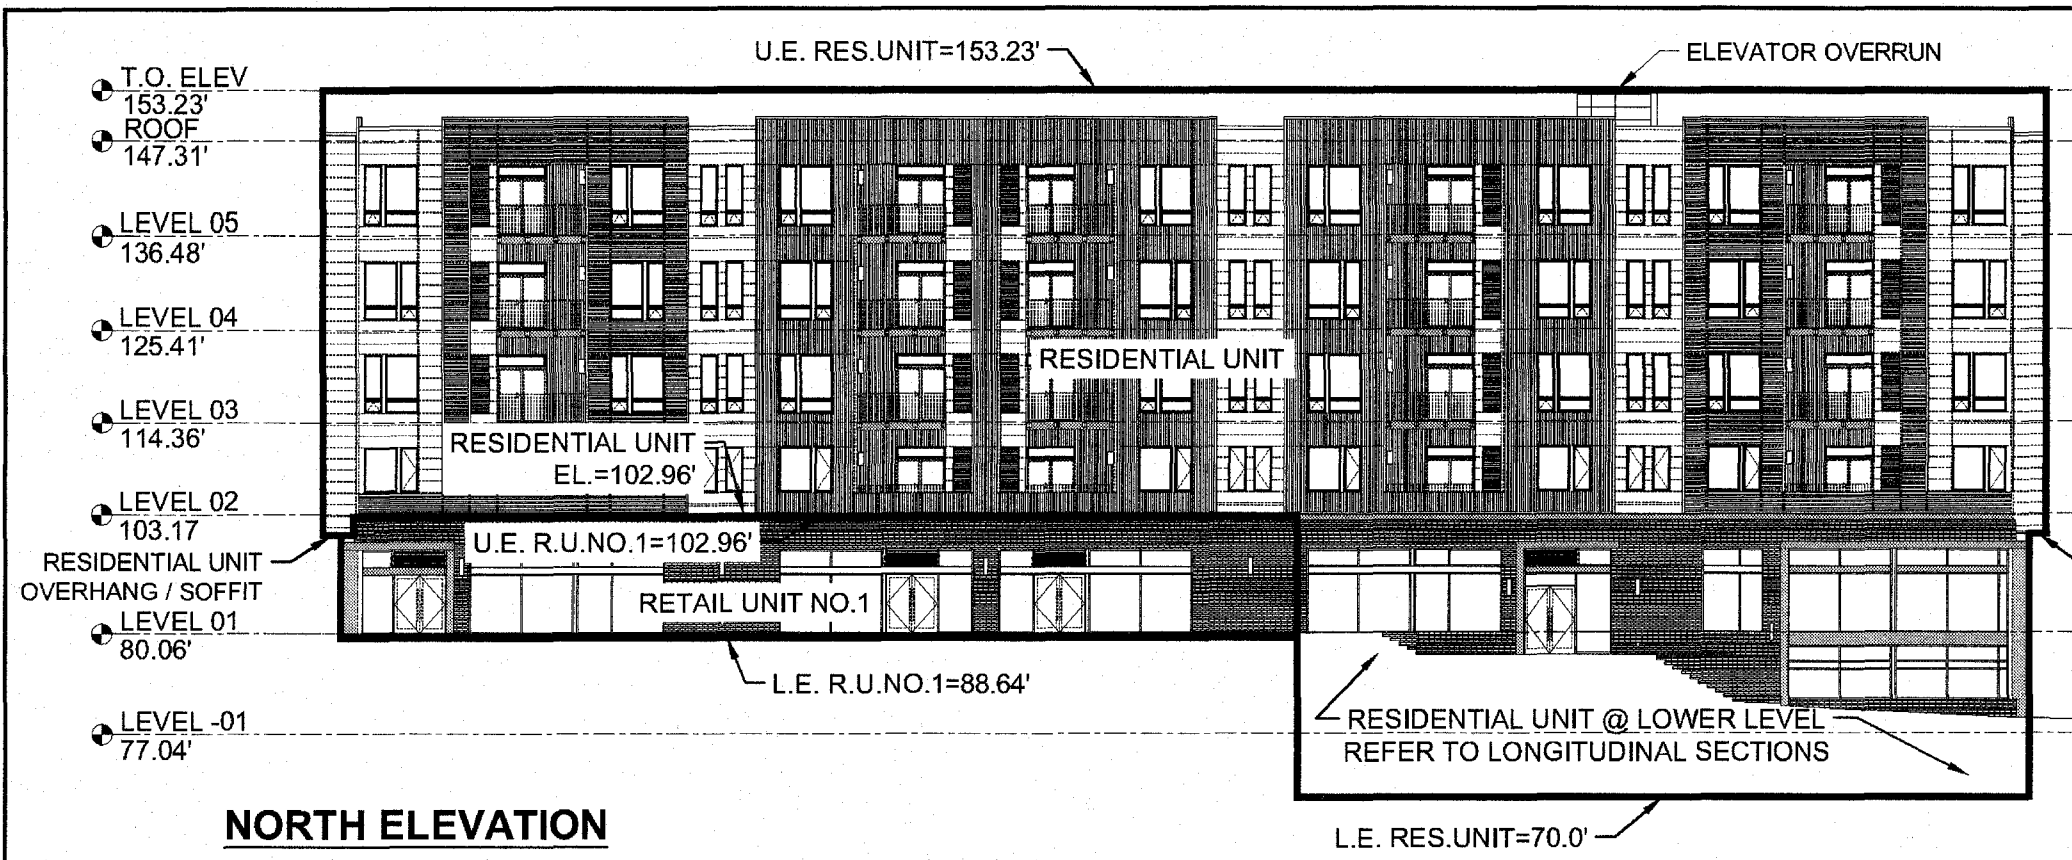 U.E. RES.UNIT=153.23'
ELEVATOR OVERRUN
T.O. ELEV
153.23'
ROOF
147.31'
LEVEL 05
136.48'
LEVEL 04
125.41'
RESIDENTIAL UNIT
LEVEL 03
114.36'
RESIDENTIAL UNIT
EL.=102.96'
LEVEL 02
103.17
U.E. R.U.NO.1=102.96'
RESIDENTIAL UNIT
OVERHANG / SOFFIT
RETAIL UNIT NO.1
LEVEL 01
80.06'
L.E. R.U.NO.1=88.64'
LEVEL -01
77.04'
RESIDENTIAL UNIT @ LOWER LEVEL
REFER TO LONGITUDINAL SECTIONS
NORTH ELEVATION
L.E. RES.UNIT=70.0'